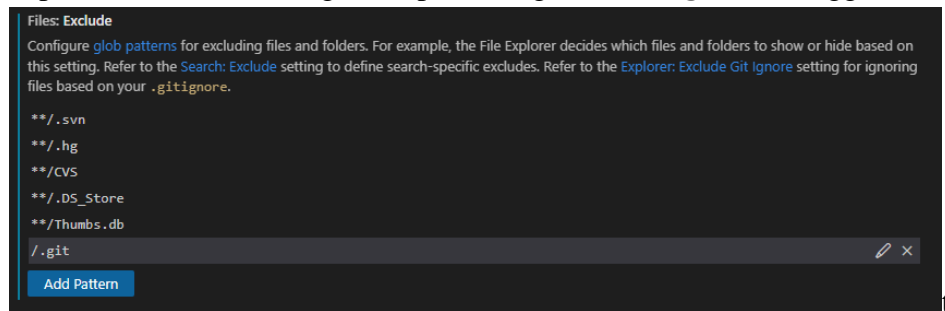 Files: Exclude
Configure glob patterns for excluding files and folders. For example, the File Explorer decides which files and folders to show or hide based on
this setting. Refer to the Search: Exclude setting to define search-specific excludes. Refer to the Explorer: Exclude Git Ignore setting for ignoring
files based on your .gitignore.
**/.svn
**/.hg
**/CVS
**/.DS_Store
**/Thumbs.db
/.git
Add Pattern